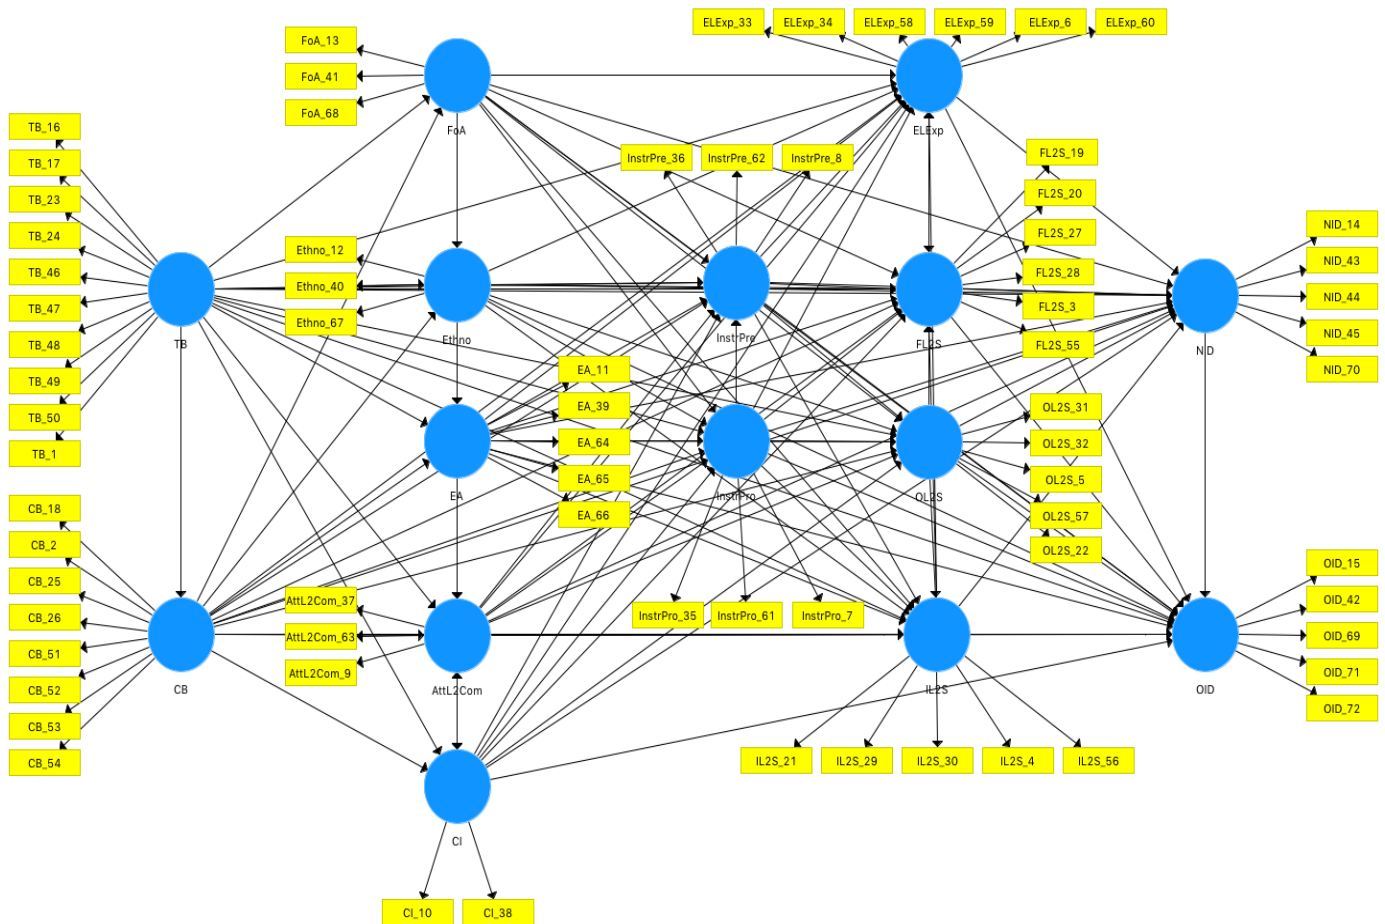 ELExp_33
ELExp_34
ELExp_58
ELExp_59
ELExp_6
ELExp_60
FoA_13
FoA_41
FoA_68
FoA
ELExp
TB_16
TB_17
TB_23
TB_24
TB_46
TB_47
TB_48
TB_49
TB_50
TB_1
TB
InstrPre_36
InstrPre_62
InstrPre_8
FL2S_19
FL2S_20
FL2S_27
FL2S_28
FL2S_3
FL2S_55
FL2S
Ethno_12
Ethno_40
Ethno_67
Ethno
InstrPre
NID_14
NID_43
NID_44
NID_45
NID_70
NID
EA_11
EA_39
EA_64
EA_65
EA_66
EA
InstrPro
OL2S
OL2S_31
OL2S_32
OL2S_5
OL2S_57
OL2S_22
CB_18
CB_2
CB_25
CB_26
CB_51
CB_52
CB_53
CB_54
CB
AttL2Com_37
AttL2Com_63
AttL2Com_9
AttL2Com
InstrPro_35
InstrPro_61
InstrPro_7
IL2S
OID_15
OID_42
OID_69
OID_71
OID_72
OID
IL2S_21
IL2S_29
IL2S_30
IL2S_4
IL2S_56
CI
CI_10
CI_38